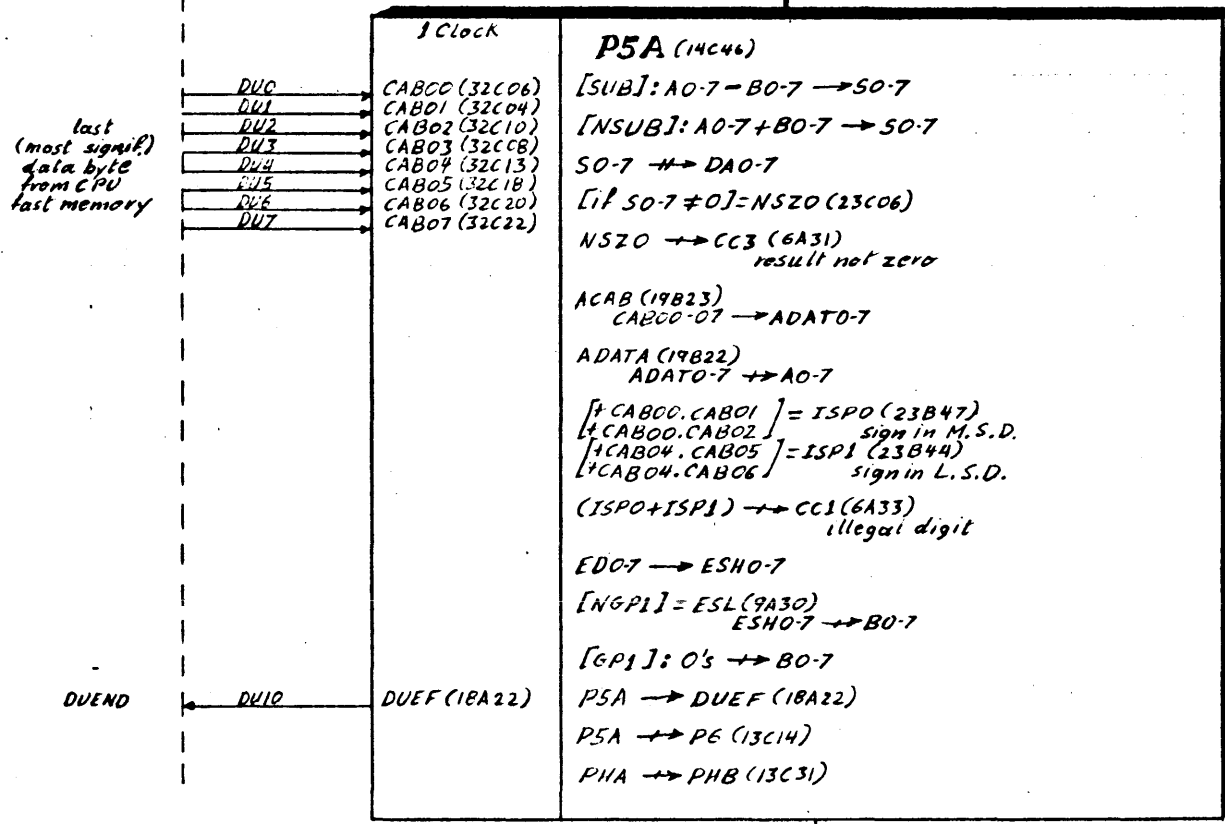 1 Clock
P5A (14C46)
DU0 CAB00 (32C06)
DU1 CAB01 (32C04)
DU2 CAB02 (32C10)
DU3 CAB03 (32C08)
DU4 CAB04 (32C13)
DU5 CAB05 (32C18)
DU6 CAB06 (32C20)
DU7 CAB07 (32C22)
last
(most signif.)
data byte
from CPU
fast memory
[SUB]: A0-7 - B0-7 → S0-7
[NSUB]: A0-7 + B0-7 → S0-7
S0-7 ⇸ DA0-7
[if S0-7 ≠ 0] = NSZ0 (23C06)
NSZ0 ⇸ CC3 (6A31)
result not zero
ACAB (19B23)
CAB00-07 → ADAT0-7
ADATA (19B22)
ADAT0-7 ⇸ A0-7
[+CAB00.CAB01
+CAB00.CAB02] = ISP0 (23B47)
sign in M.S.D.
[+CAB04.CAB05
+CAB04.CAB06] = ISP1 (23B44)
sign in L.S.D.
(ISP0+ISP1) ⇸ CC1 (6A33)
illegal digit
ED0-7 → ESH0-7
[NGP1] = ESL (9A30)
ESH0-7 ⇸ B0-7
[GP1]: 0's ⇸ B0-7
DUEND DU10 DUEF (18A22)
P5A → DUEF (18A22)
P5A ⇸ P6 (13C14)
PHA ⇸ PHB (13C31)